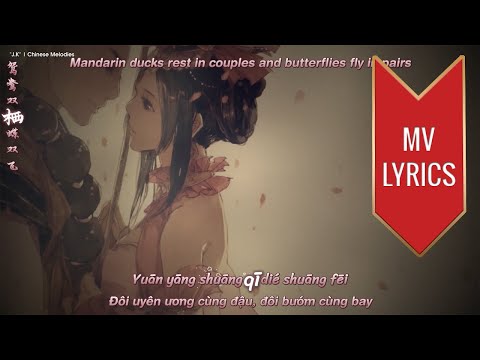 "J.K" | Chinese Melodies
Mandarin ducks rest in couples and butterflies fly in pairs
鸳鸯双栖蝶双飞
MV
LYRICS
Yuān yāng shuāng qī dié shuāng fēi
Đôi uyên ương cùng đậu, đôi bướm cùng bay